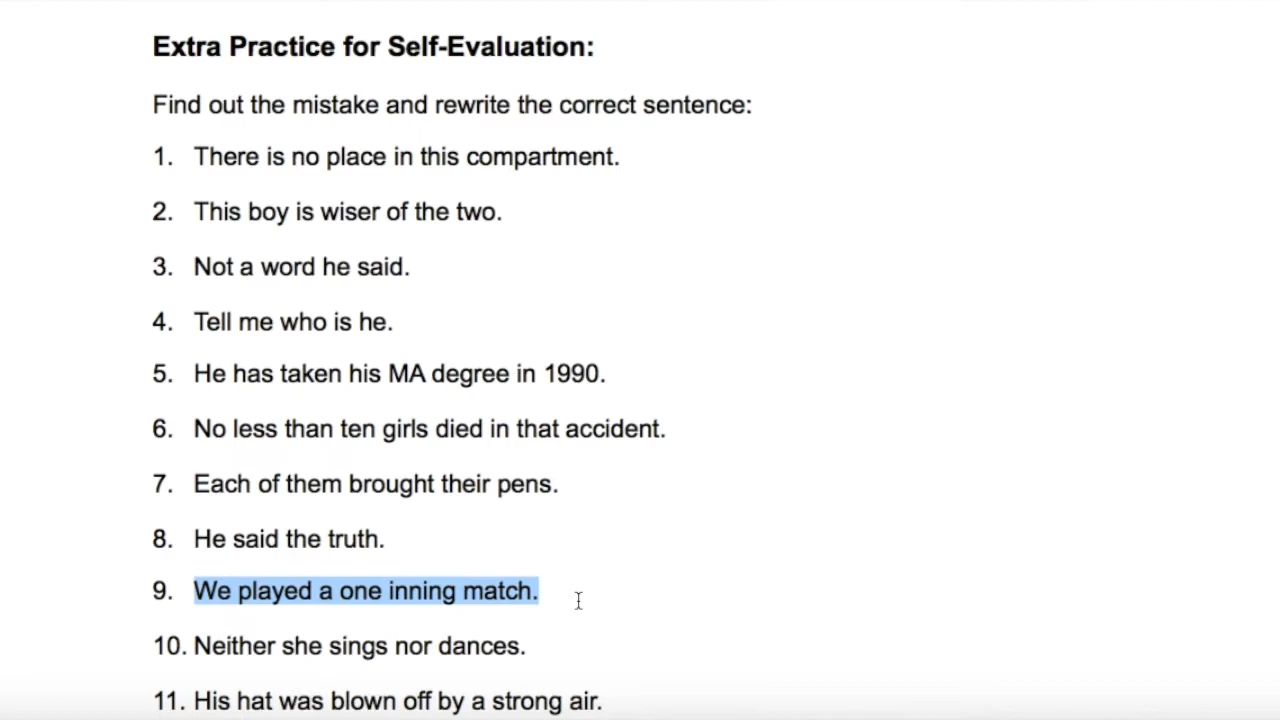 Extra Practice for Self-Evaluation:
Find out the mistake and rewrite the correct sentence:
1. There is no place in this compartment.
2. This boy is wiser of the two.
3. Not a word he said.
4. Tell me who is he.
5. He has taken his MA degree in 1990.
6. No less than ten girls died in that accident.
7. Each of them brought their pens.
8. He said the truth.
9. We played a one inning match.
10. Neither she sings nor dances.
11. His hat was blown off by a strong air.